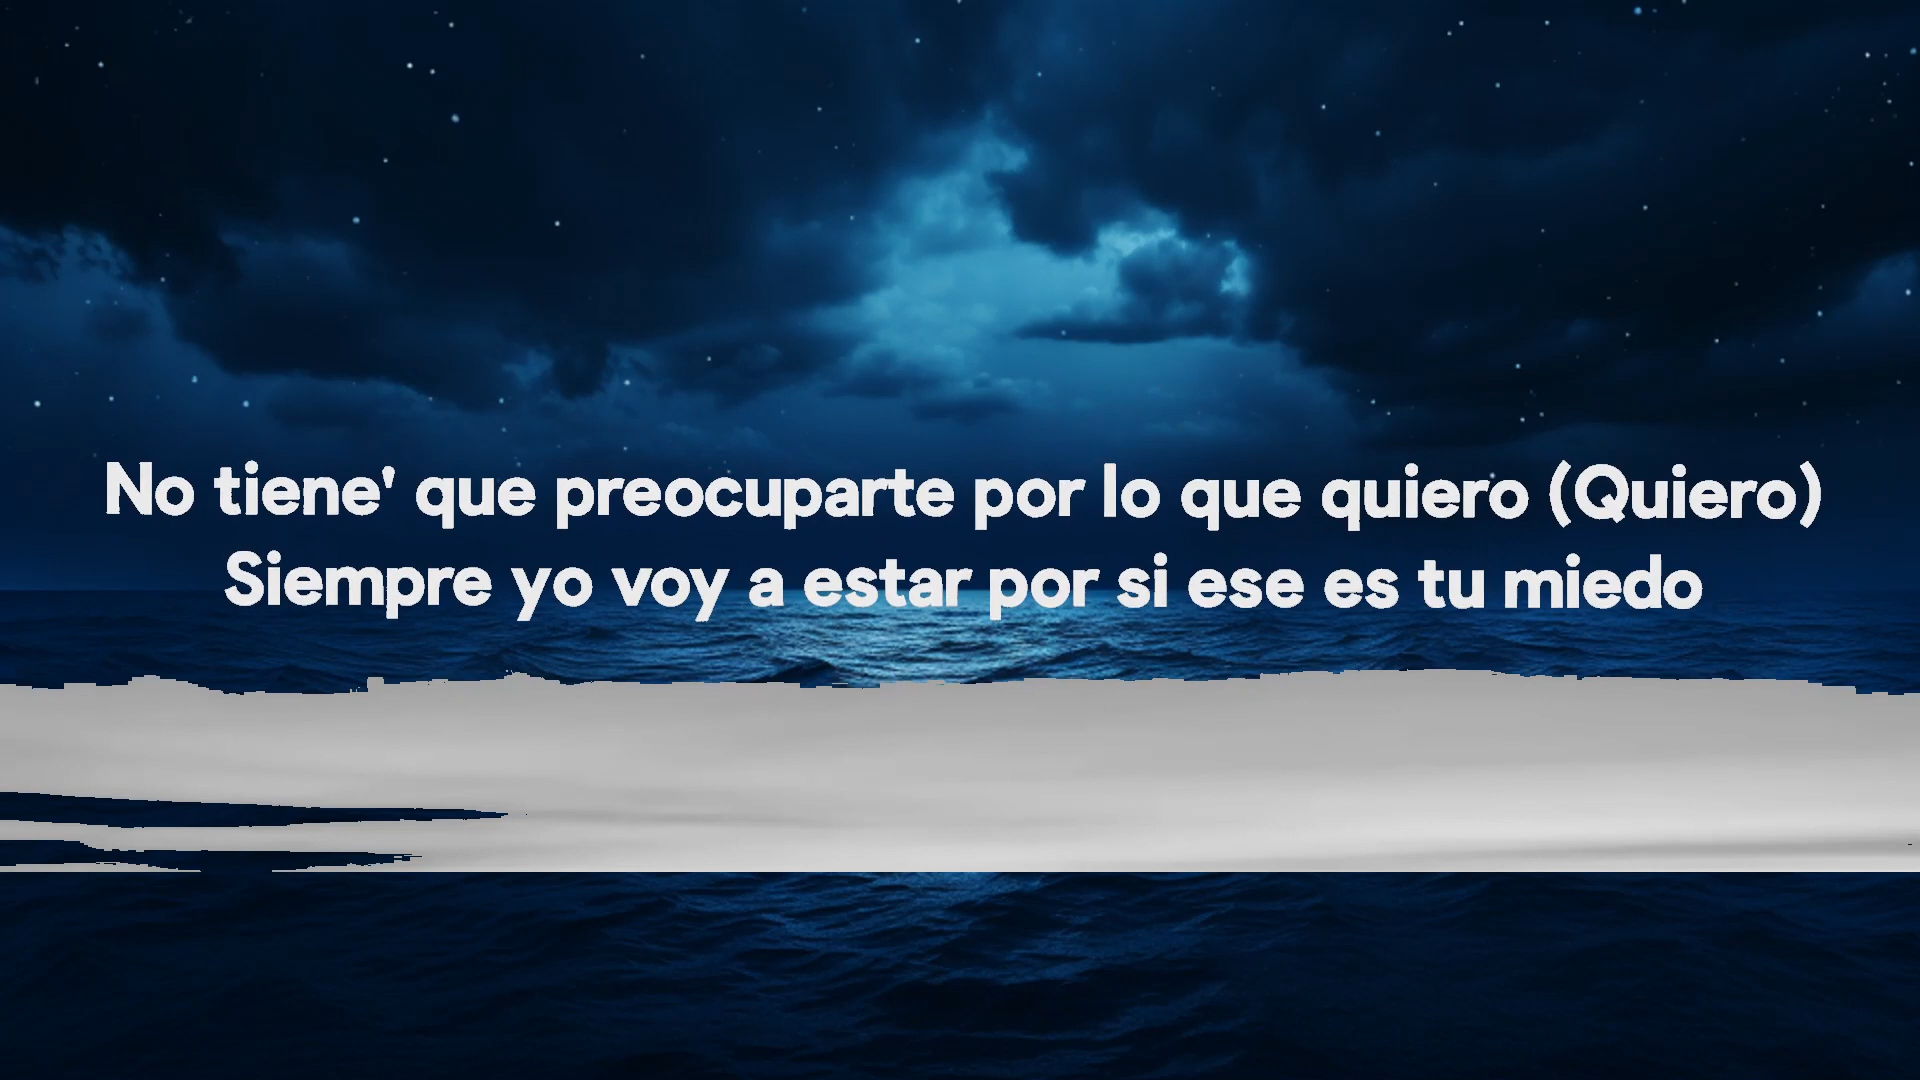 No tiene' que preocuparte por lo que quiero (Quiero)
Siempre yo voy a estar por si ese es tu miedo